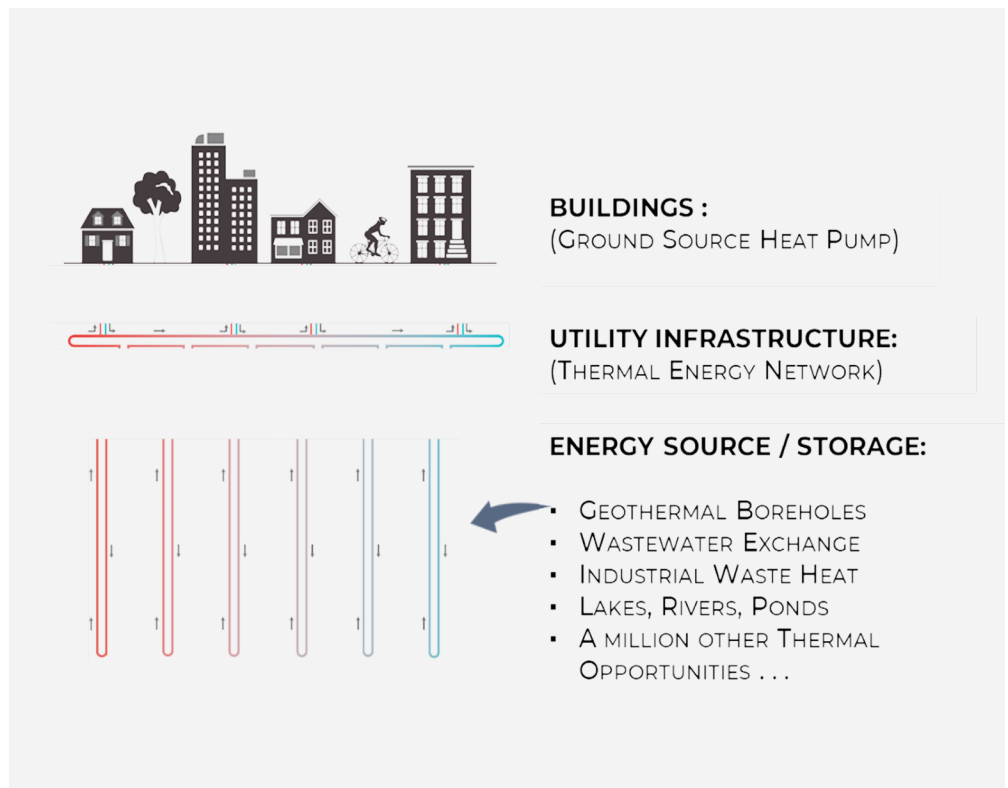 BUILDINGS :
(Ground Source Heat Pump)
UTILITY INFRASTRUCTURE:
(Thermal Energy Network)
ENERGY SOURCE / STORAGE:
▪ Geothermal Boreholes
▪ Wastewater Exchange
▪ Industrial Waste Heat
▪ Lakes, Rivers, Ponds
▪ A million other Thermal
Opportunities . . .